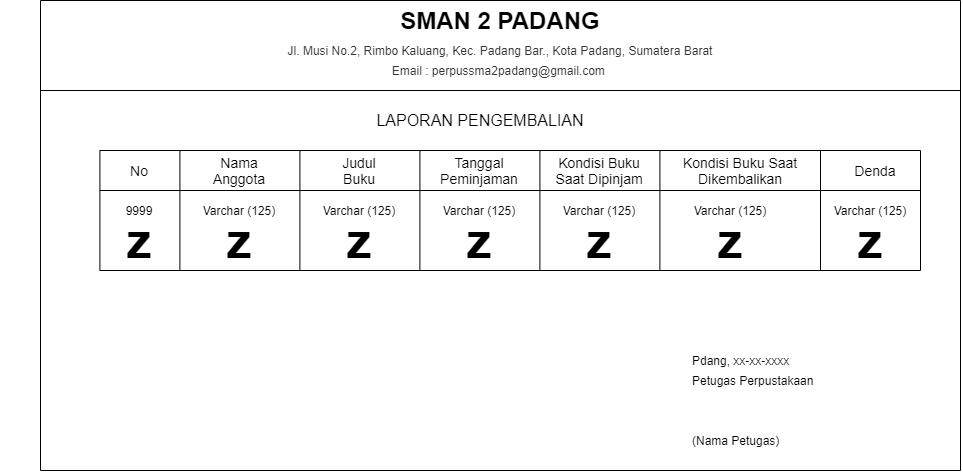 SMAN 2 PADANG
Jl. Musi No.2, Rimbo Kaluang, Kec. Padang Bar., Kota Padang, Sumatera Barat
Email : perpussma2padang@gmail.com
LAPORAN PENGEMBALIAN
No
Nama
Anggota
Judul
Buku
Tanggal
Peminjaman
Kondisi Buku
Saat Dipinjam
Kondisi Buku Saat
Dikembalikan
Denda
9999
Varchar (125)
Varchar (125)
Varchar (125)
Varchar (125)
Varchar (125)
Varchar (125)
Z
Z
Z
Z
Z
Z
Z
Pdang, xx-xx-xxxx
Petugas Perpustakaan
(Nama Petugas)